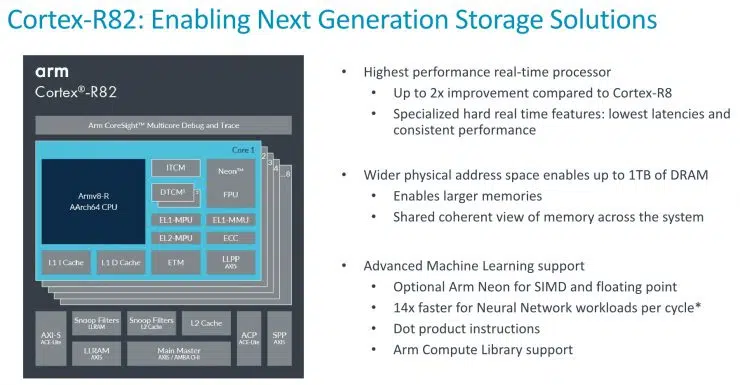 Cortex-R82: Enabling Next Generation Storage Solutions
arm
Cortex®-R82
Arm CoreSight™ Multicore Debug and Trace
Core 1
2
3
4
...8
Armv8-R
AArch64 CPU
ITCM
DTCM
Neon™
FPU
EL1-MPU
EL1-MMU
EL2-MPU
ECC
L1 I Cache
L1 D Cache
ETM
LLPP
AXI5
AXI-S
ACE-Lite
Snoop Filters
LLRAM
Snoop Filters
L2 Cache
L2 Cache
LLRAM
AXI5
Main Master
ACP
ACE-Lite
SPP
AXI5
• Highest performance real-time processor
• Up to 2x improvement compared to Cortex-R8
• Specialized hard real time features: lowest latencies and
consistent performance
• Wider physical address space enables up to 1TB of DRAM
• Enables larger memories
• Shared coherent view of memory across the system
• Advanced Machine Learning support
• Optional Arm Neon for SIMD and floating point
• 14x faster for Neural Network workloads per cycle*
• Dot product instructions
• Arm Compute Library support